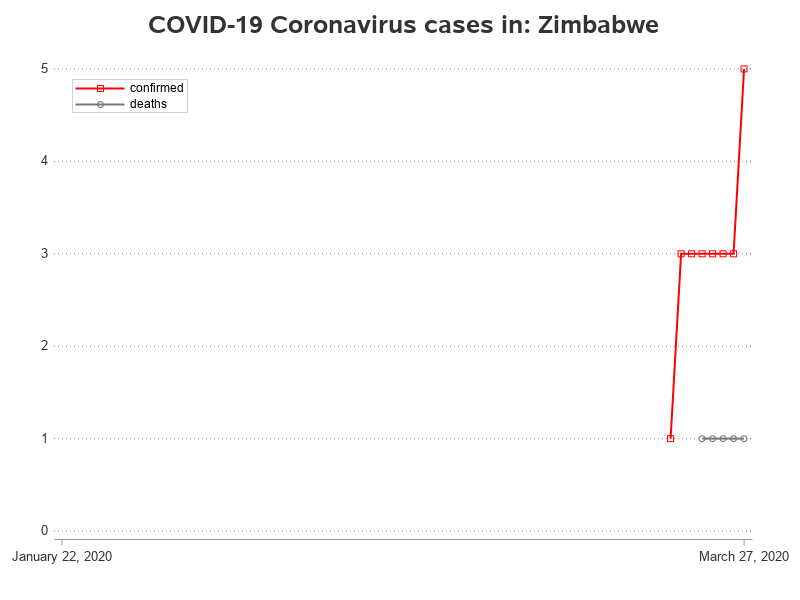 COVID-19 Coronavirus cases in: Zimbabwe
confirmed
deaths
5
4
3
2
1
0
January 22, 2020
March 27, 2020